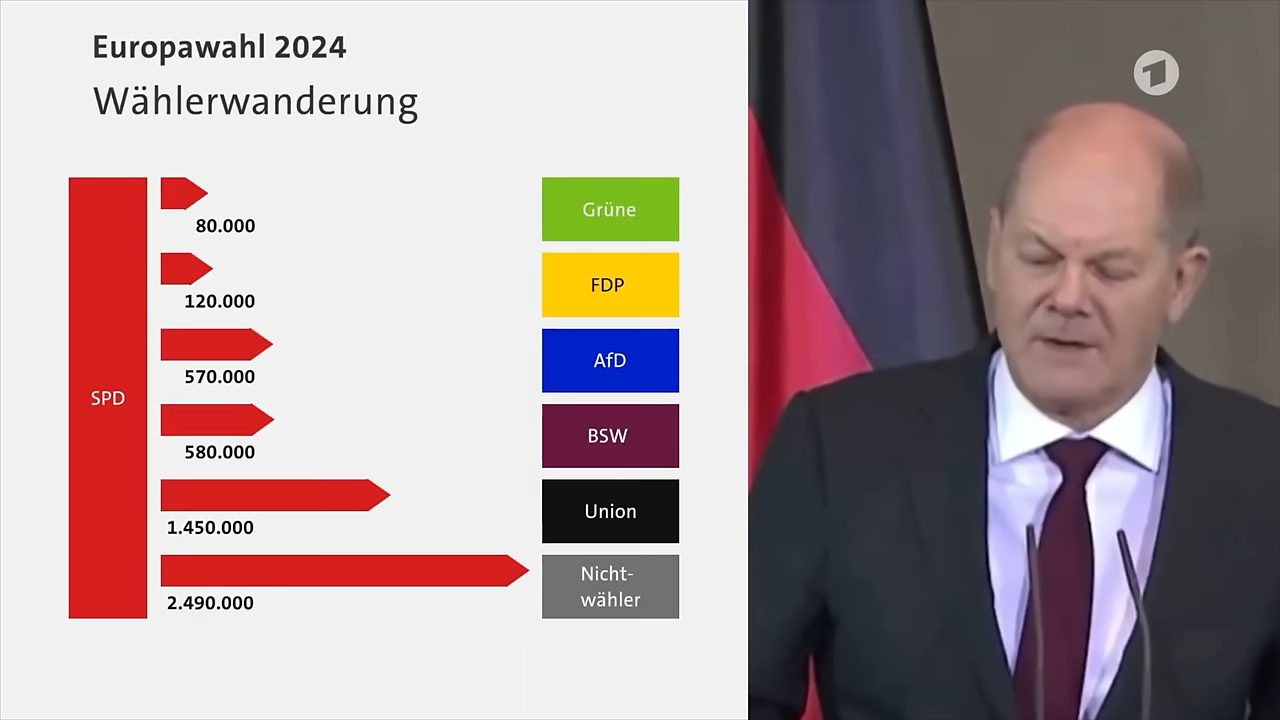 Europawahl 2024
Wählerwanderung
SPD
80.000
Grüne
120.000
FDP
570.000
AfD
580.000
BSW
1.450.000
Union
2.490.000
Nicht-
wähler
1